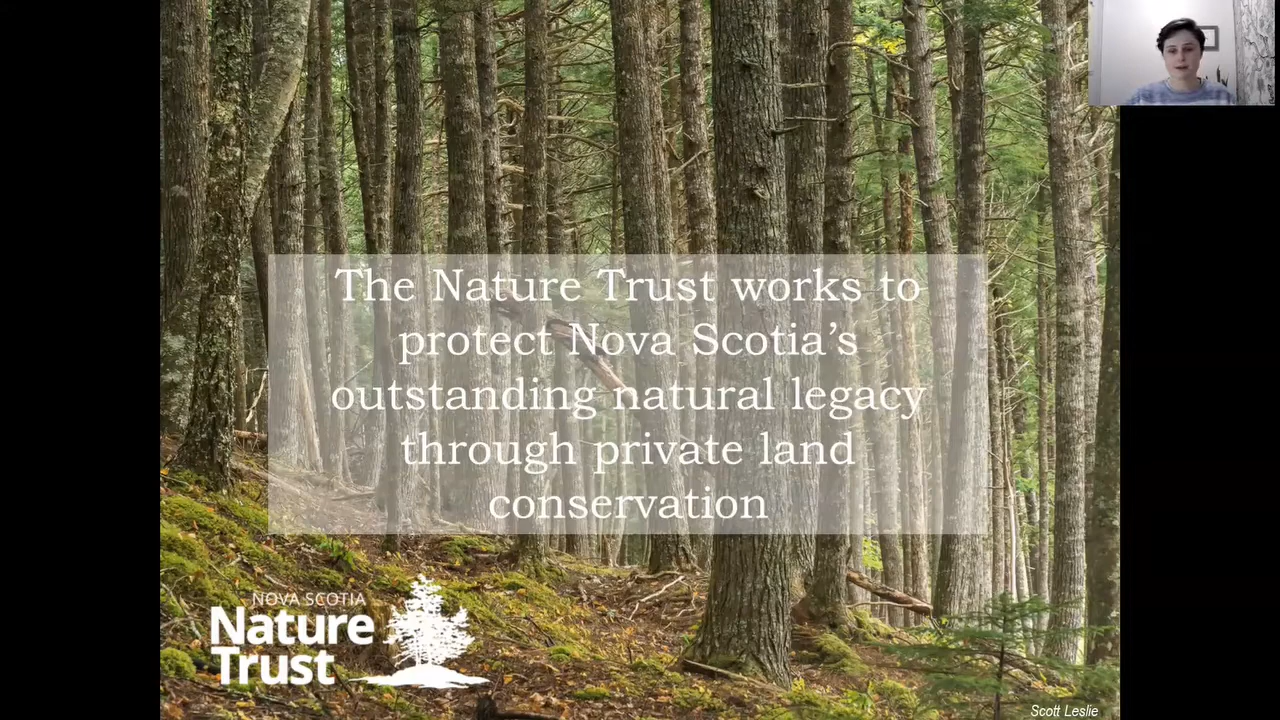 The Nature Trust works to
protect Nova Scotia’s
outstanding natural legacy
through private land
conservation
NOVA SCOTIA
Nature
Trust
Scott Leslie